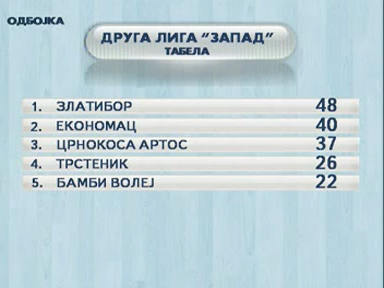 ОДБОЈКА
ДРУГА ЛИГА "ЗАПАД"
ТАБЕЛА
1. ЗЛАТИБОР 48
2. ЕКОНОМАЦ 40
3. ЦРНОКОСА АРТОС 37
4. ТРСТЕНИК 26
5. БАМБИ ВОЛЕЈ 22